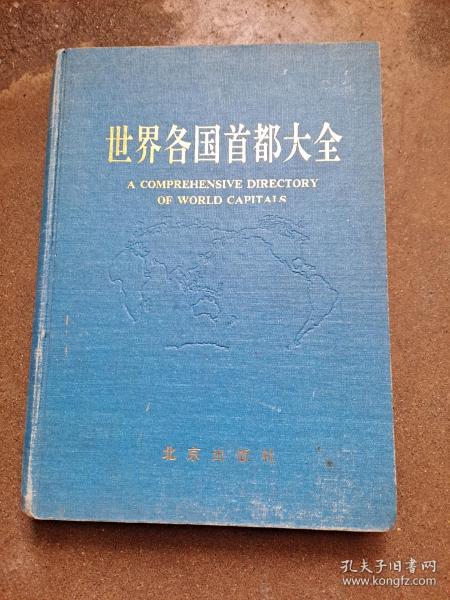 世界各国首都大全
A COMPREHENSIVE DIRECTORY
OF WORLD CAPITALS
北京出版社
孔夫子旧书网
www.kongfz.com